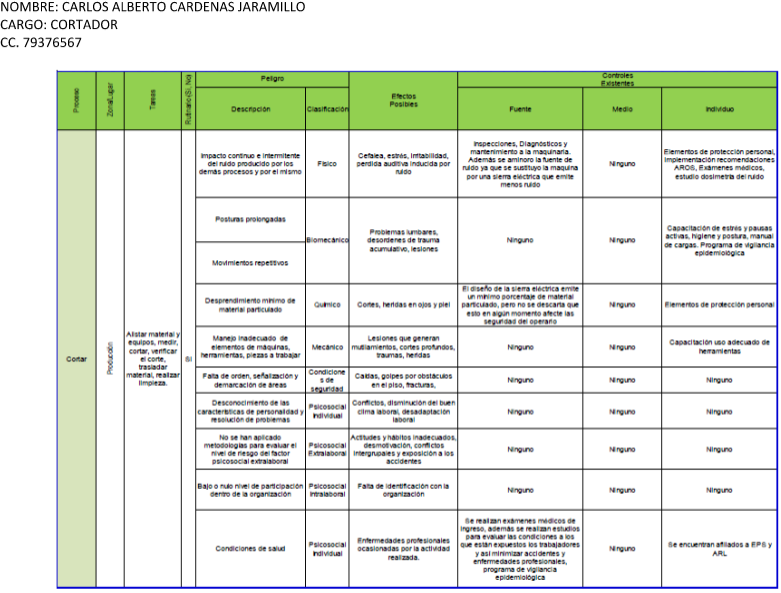 NOMBRE: CARLOS ALBERTO CARDENAS JARAMILLO
CARGO: CORTADOR
CC. 79376567
Proceso
Zona/Lugar
Tareas
Rutinario (Si, No)
Peligro
Descripción
Clasificación
Efectos
Posibles
Controles
Existentes
Fuente
Medio
Individuo
Cortar
Producción
Alistar material y
equipos, medir,
cortar, verificar
el corte,
trasladar
material, realizar
limpieza.
SI
Impacto continuo e intermitente
del ruido producido por los
demás procesos y por el mismo
Físico
Cefalea, estrés, irritabilidad,
perdida auditiva inducida por
ruido
Inspecciones, Diagnósticos y
mantenimiento a la maquinaria.
Además se aminoro la fuente de
ruido ya que se sustituyo la maquina
por una sierra eléctrica que emite
menos ruido
Ninguno
Elementos de protección personal,
implementación recomendaciones
AROS, Exámenes médicos,
estudio dosimetría del ruido
Posturas prolongadas
Movimientos repetitivos
Biomecánico
Problemas lumbares,
desordenes de trauma
acumulativo, lesiones
Ninguno
Ninguno
Capacitación de estrés y pausas
activas, higiene y postura, manual
de cargas. Programa de vigilancia
epidemiológica
Desprendimiento mínimo de
material particulado
Químico
Cortes, heridas en ojos y piel
El diseño de la sierra eléctrica emite
un mínimo porcentaje de material
particulado, pero no se descarta que
esto en algún momento afecte las
seguridad del operario
Ninguno
Elementos de protección personal
Manejo inadecuado de
elementos de máquinas,
herramientas, piezas a trabajar
Mecánico
Lesiones que generan
mutilamientos, cortes profundos,
traumas, heridas
Ninguno
Ninguno
Capacitación uso adecuado de
herramientas
Falta de orden, señalización y
demarcación de áreas
Condicione
s de
seguridad
Caídas, golpes por obstáculos
en el piso, fracturas,
Ninguno
Ninguno
Ninguno
Desconocimiento de las
características de personalidad y
resolución de problemas
Psicosocial
Individual
Conflictos, disminución del buen
clima laboral, desadaptación
laboral
Ninguno
Ninguno
Ninguno
No se han aplicado
metodologías para evaluar el
nivel de riesgo del factor
psicosocial extralaboral
Psicosocial
Extralaboral
Actitudes y hábitos inadecuados,
desmotivación, conflictos
intergrupales y exposición a los
accidentes
Ninguno
Ninguno
Ninguno
Bajo o nulo nivel de participación
dentro de la organización
Psicosocial
Intralaboral
Falta de identificación con la
organización
Ninguno
Ninguno
Ninguno
Condiciones de salud
Psicosocial
Individual
Enfermedades profesionales
ocasionadas por la actividad
realizada.
Se realizan exámenes médicos de
ingreso, además se realizan estudios
para evaluar las condiciones a los
que están expuestos los trabajadores
y así minimizar accidentes y
enfermedades profesionales,
programa de vigilancia
epidemiológica
Ninguno
Se encuentran afiliados a EPS y
ARL